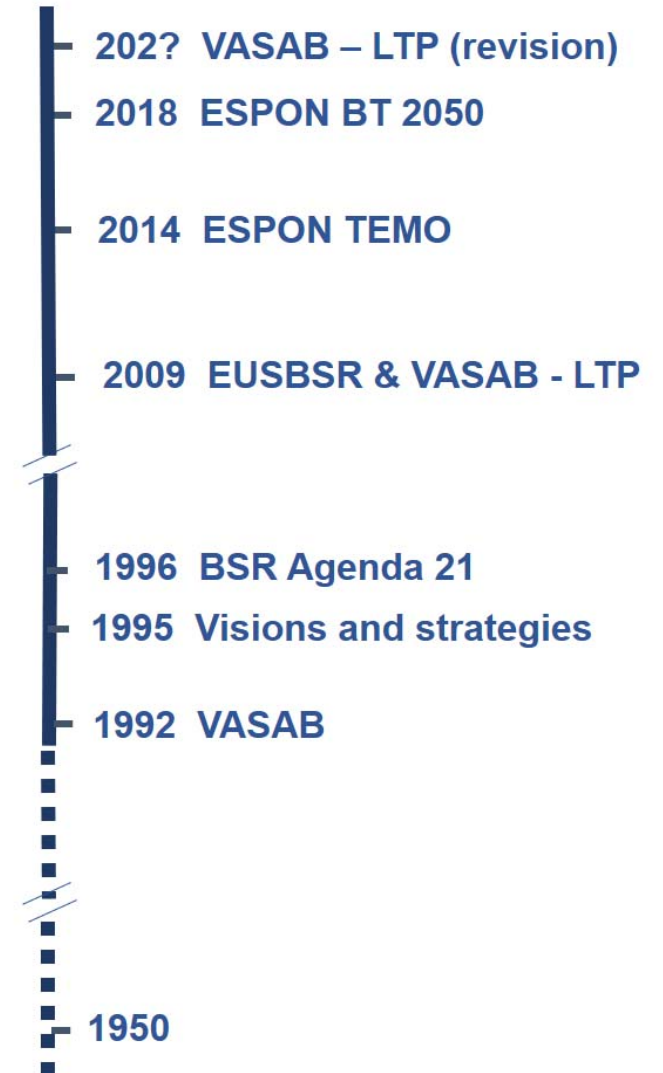 202? VASAB – LTP (revision)
2018 ESPON BT 2050
2014 ESPON TEMO
2009 EUSBSR & VASAB - LTP
1996 BSR Agenda 21
1995 Visions and strategies
1992 VASAB
1950